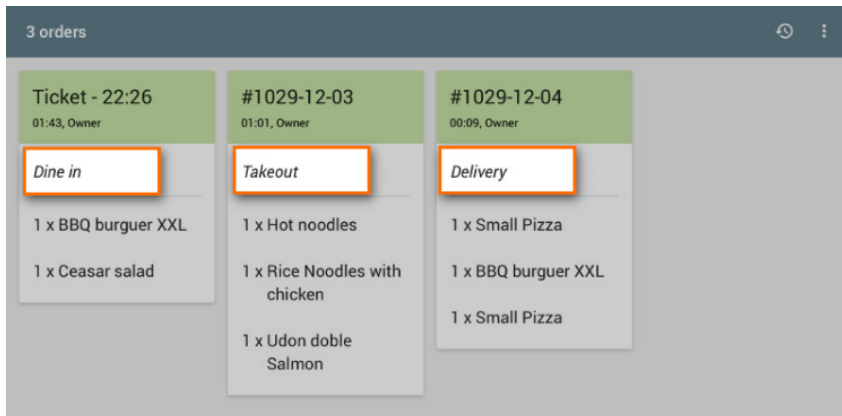 3 orders
Ticket - 22:26
01:43, Owner
Dine in
1 x BBQ burguer XXL
1 x Ceasar salad
#1029-12-03
01:01, Owner
Takeout
1 x Hot noodles
1 x Rice Noodles with
chicken
1 x Udon doble
Salmon
#1029-12-04
00:09, Owner
Delivery
1 x Small Pizza
1 x BBQ burguer XXL
1 x Small Pizza